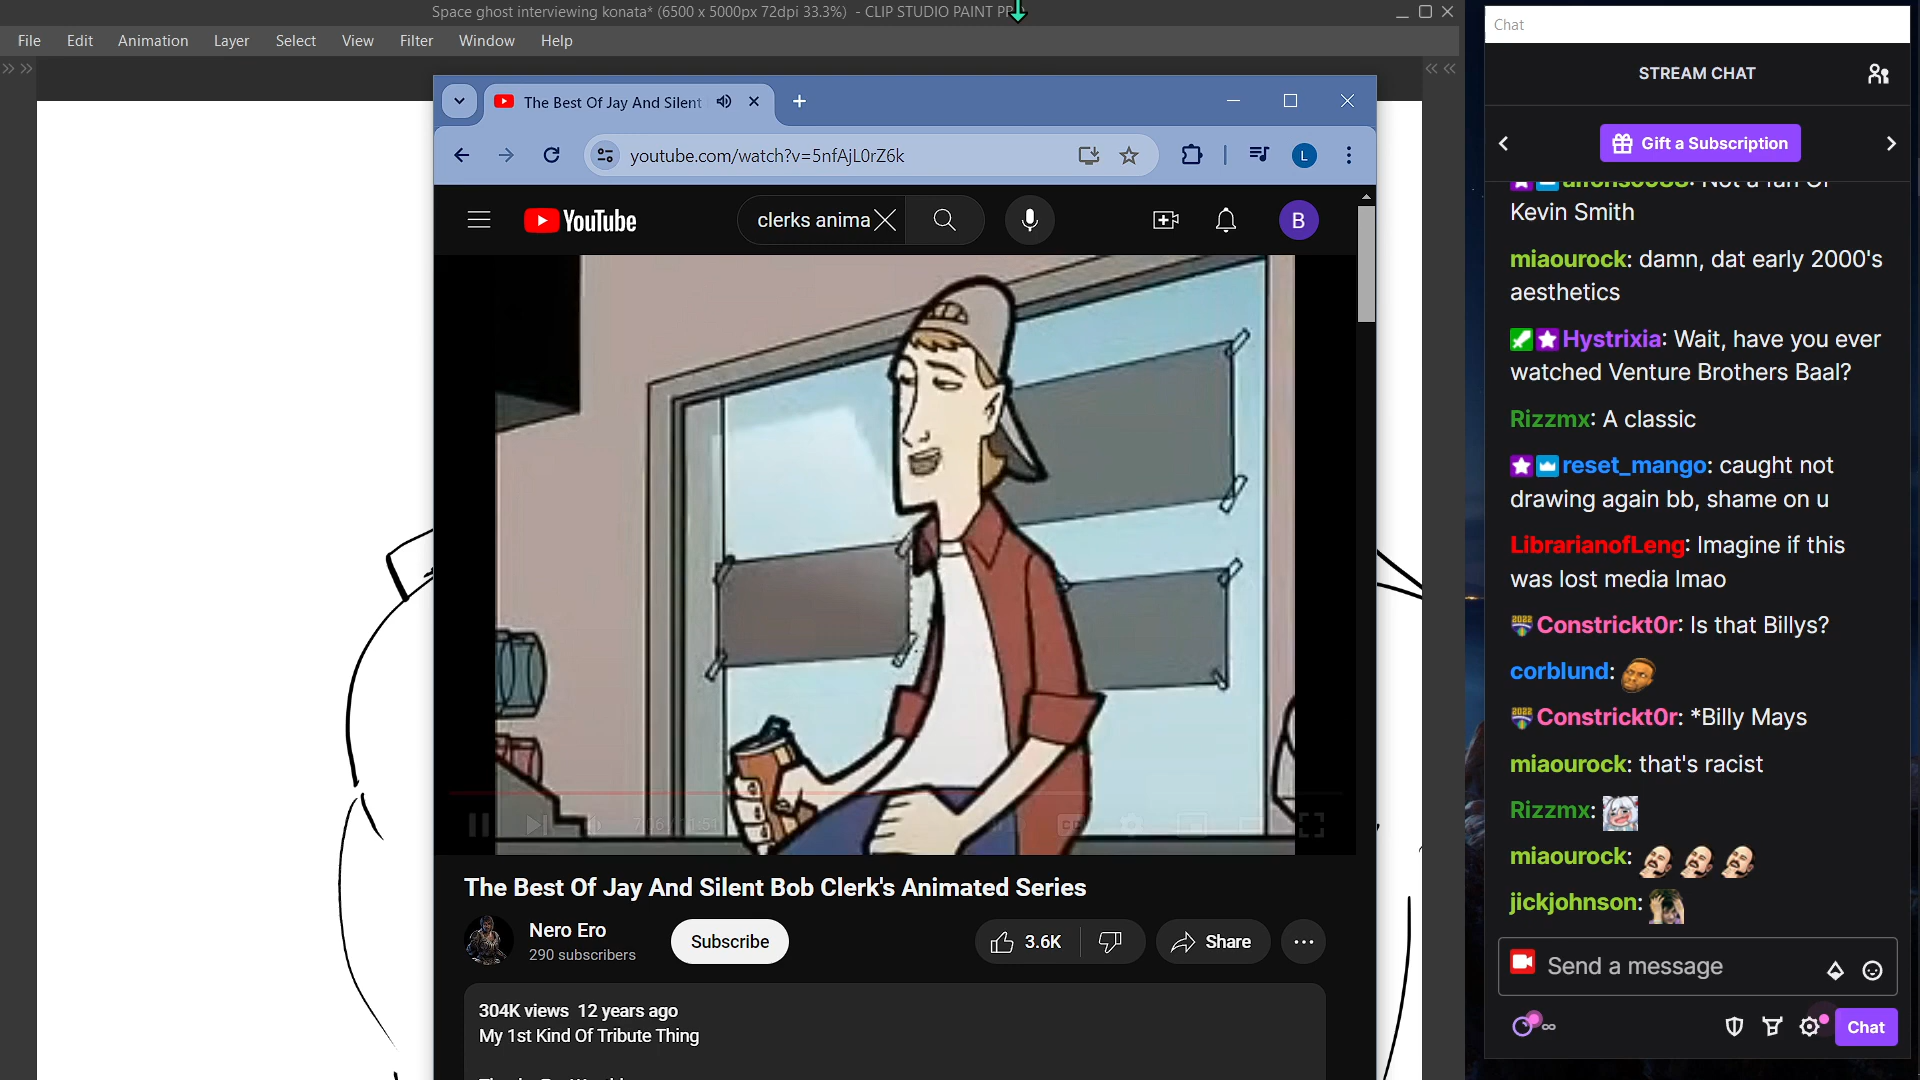 Space ghost interviewing konata* (6500 x 5000px 72dpi 33.3%) - CLIP STUDIO PAINT
File Edit Animation Layer Select View Filter Window Help
The Best Of Jay And Silent
youtube.com/watch?v=5nfAjL0rZ6k
L
YouTube
clerks anima
B
The Best Of Jay And Silent Bob Clerk's Animated Series
Nero Ero
290 subscribers
Subscribe
3.6K
Share
304K views 12 years ago
My 1st Kind Of Tribute Thing
Chat
STREAM CHAT
Gift a Subscription
Kevin Smith
miaourock: damn, dat early 2000's
aesthetics
Hystrixia: Wait, have you ever
watched Venture Brothers Baal?
Rizzmx: A classic
reset_mango: caught not
drawing again bb, shame on u
LibrarianofLeng: Imagine if this
was lost media lmao
Constrickt0r: Is that Billys?
corblund:
Constrickt0r: *Billy Mays
miaourock: that's racist
Rizzmx:
miaourock:
jickjohnson:
Send a message
Chat